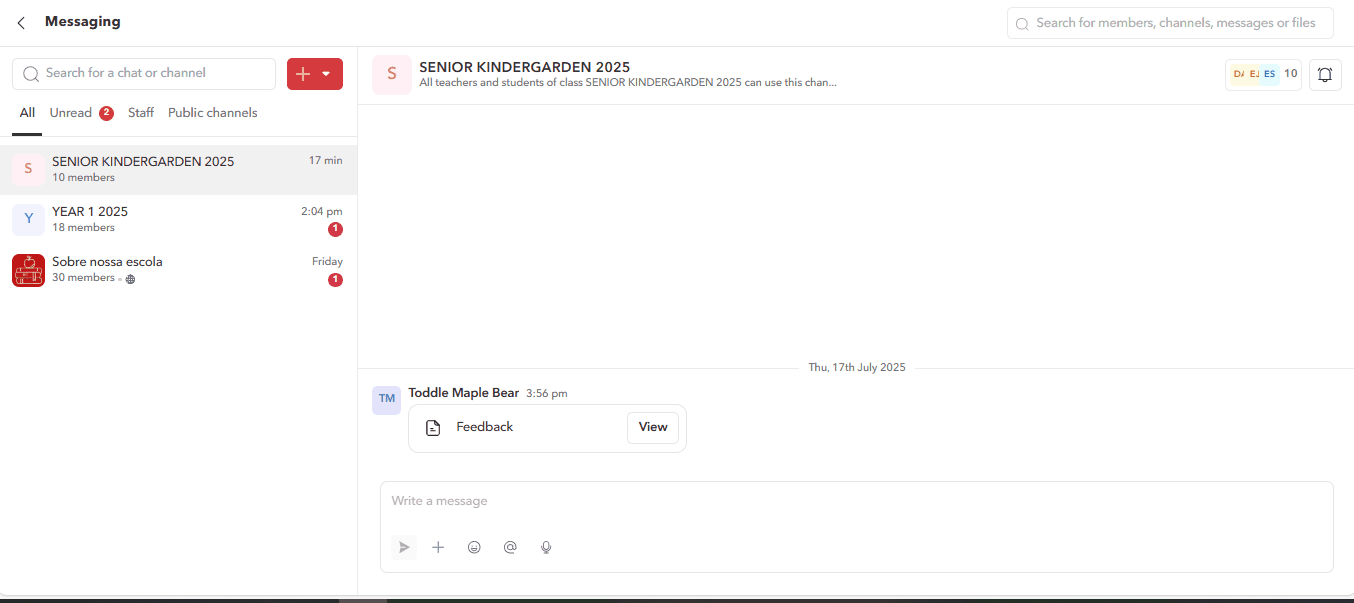 Messaging
Search for members, channels, messages or files
Search for a chat or channel
All Unread 2 Staff Public channels
S SENIOR KINDERGARDEN 2025 17 min
10 members
Y YEAR 1 2025 2:04 pm
18 members 1
Sobre nossa escola Friday
30 members 1
S SENIOR KINDERGARDEN 2025
All teachers and students of class SENIOR KINDERGARDEN 2025 can use this chan...
DA EJ ES 10
Thu, 17th July 2025
TM Toddle Maple Bear 3:56 pm
Feedback View
Write a message